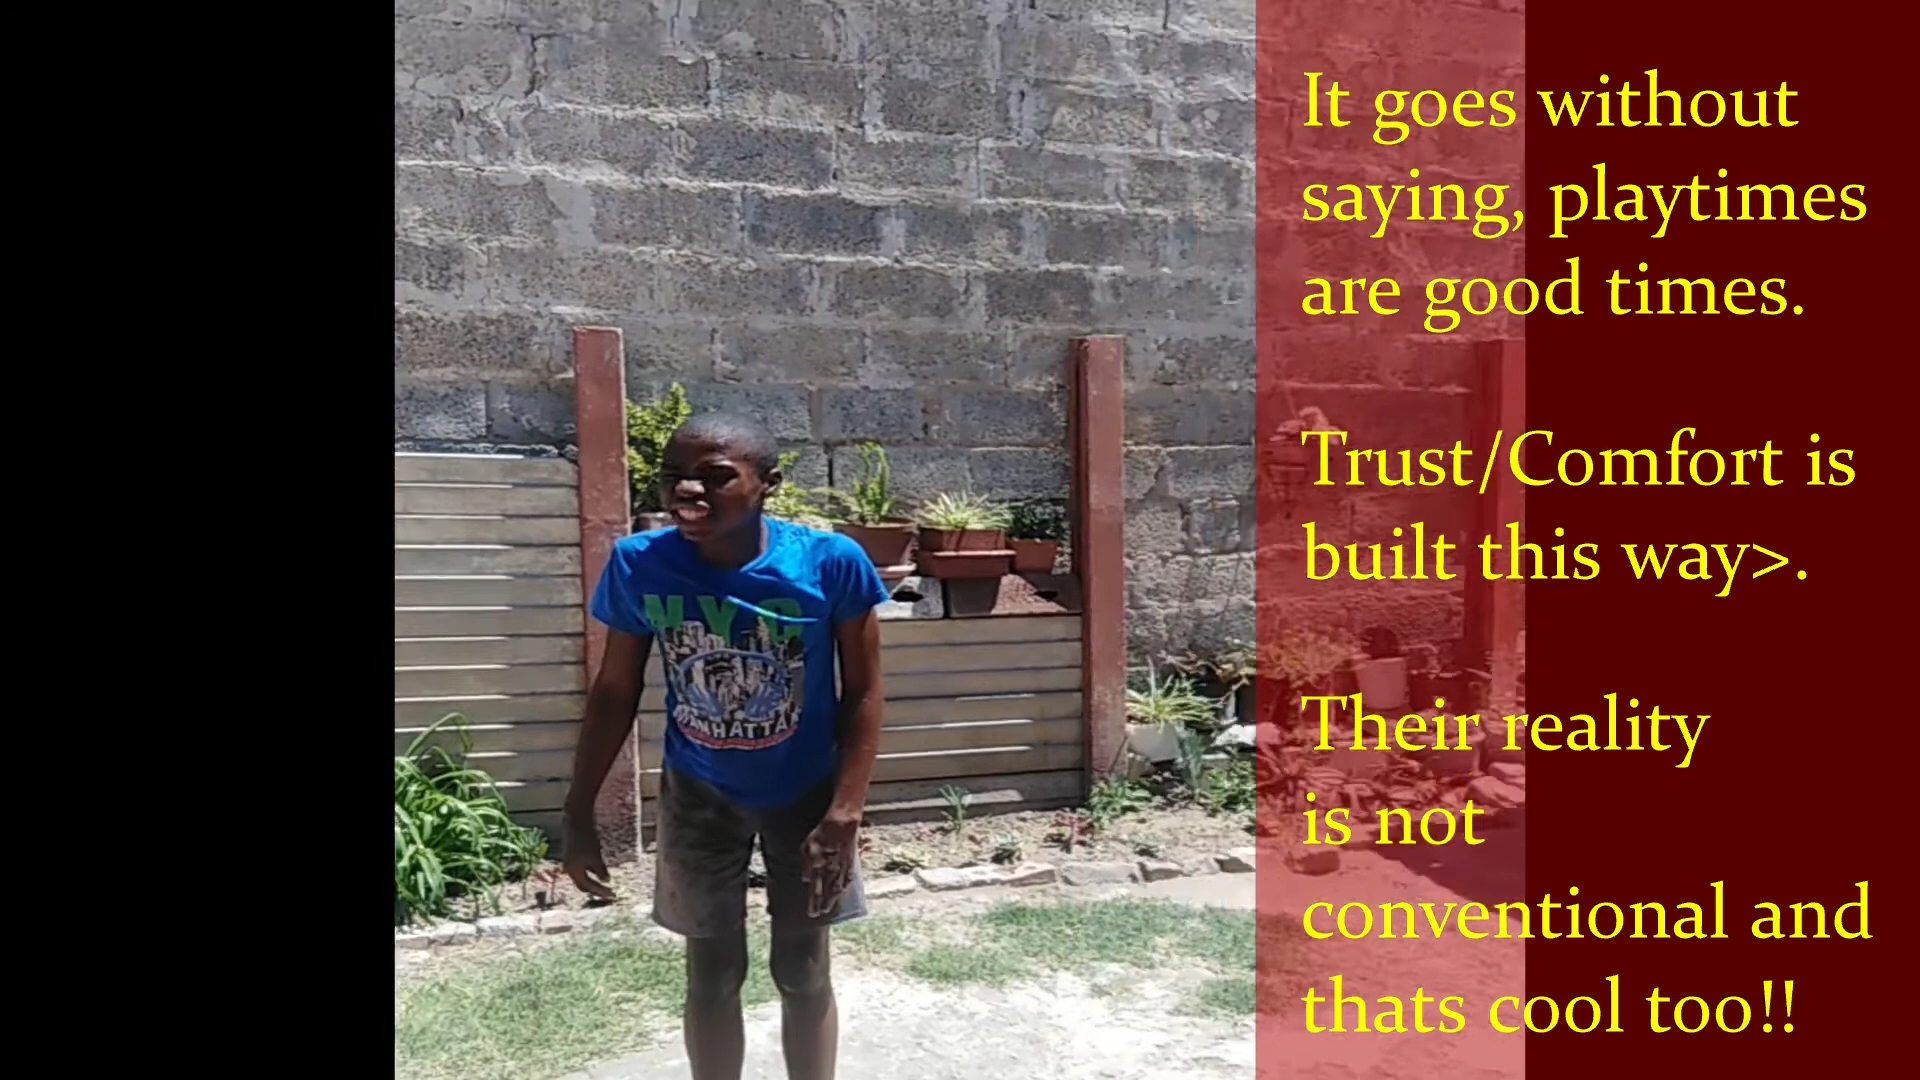 It goes without
saying, playtimes
are good times.
Trust/Comfort is
built this way>.
Their reality
is not
conventional and
thats cool too!!
NYC
MANHATTAN